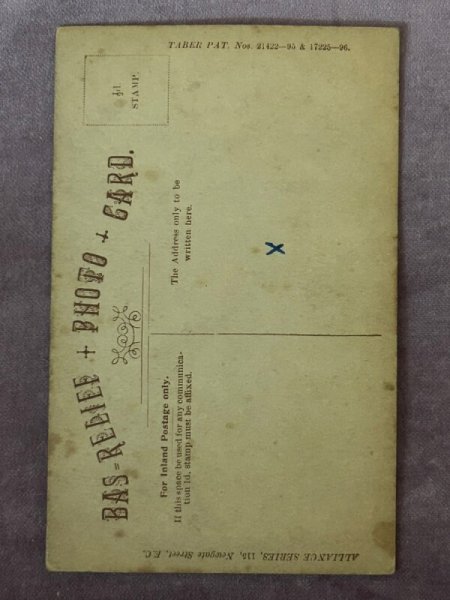 BAS=RELIEF + PHOTO + CARD.
½d
STAMP.
For Inland Postage only.
If this space be used for any communica-
tion 1d. stamp must be affixed.
The Address only to be
written here.
X
TABER PAT. Nos. 21422—95 & 17225—96.
ALLIANCE SERIES, 115, Newgate Street, E.C.